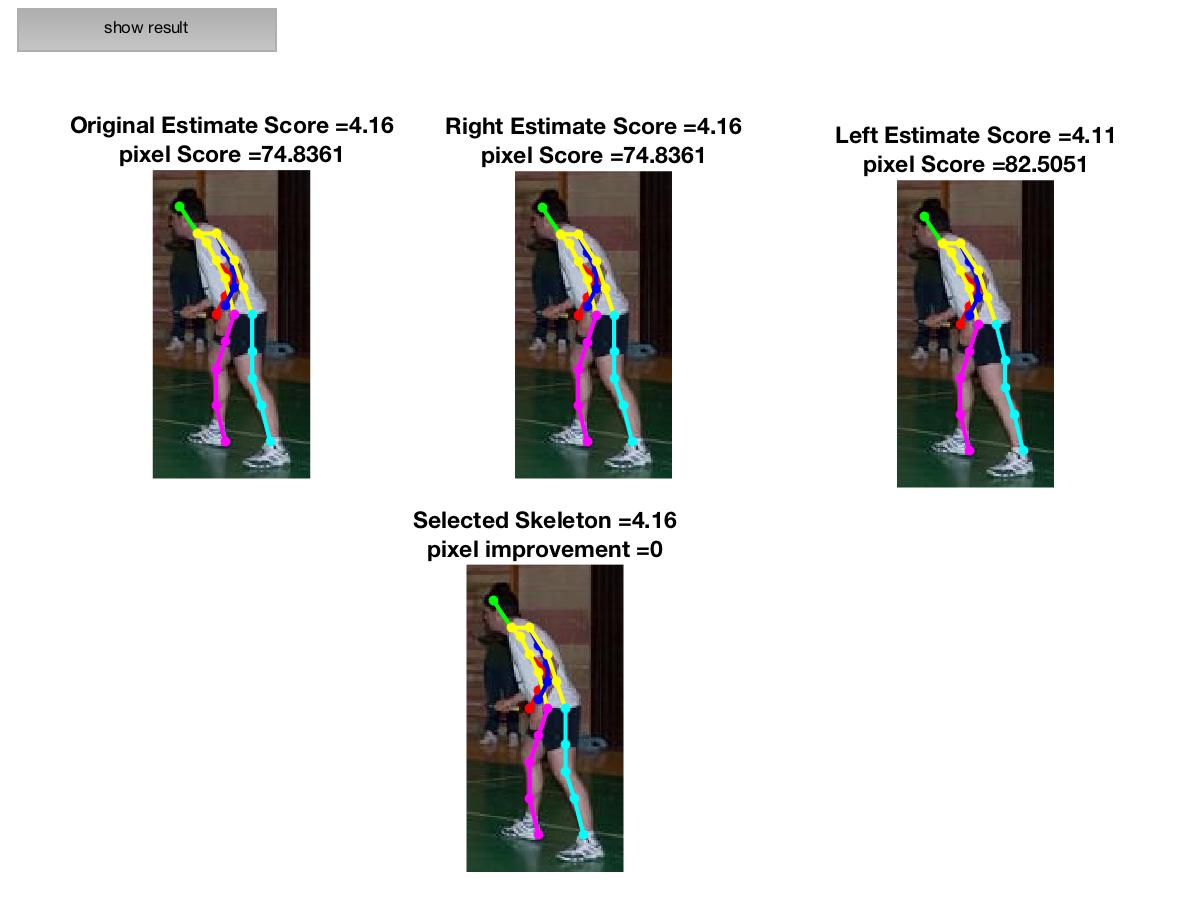 show result
Original Estimate Score =4.16
pixel Score =74.8361
Right Estimate Score =4.16
pixel Score =74.8361
Left Estimate Score =4.11
pixel Score =82.5051
Selected Skeleton =4.16
pixel improvement =0